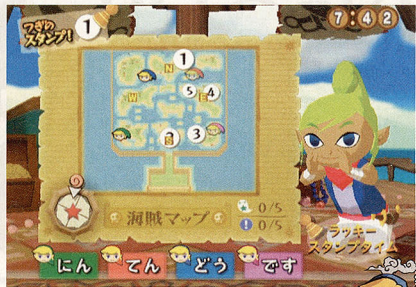 つぎの
スタンプ！ 1
7:42
1
N
5 E 4
W
2 S 3
海賊マップ
0/5
0/5
ラッキー
スタンプタイム
にん てん どう です